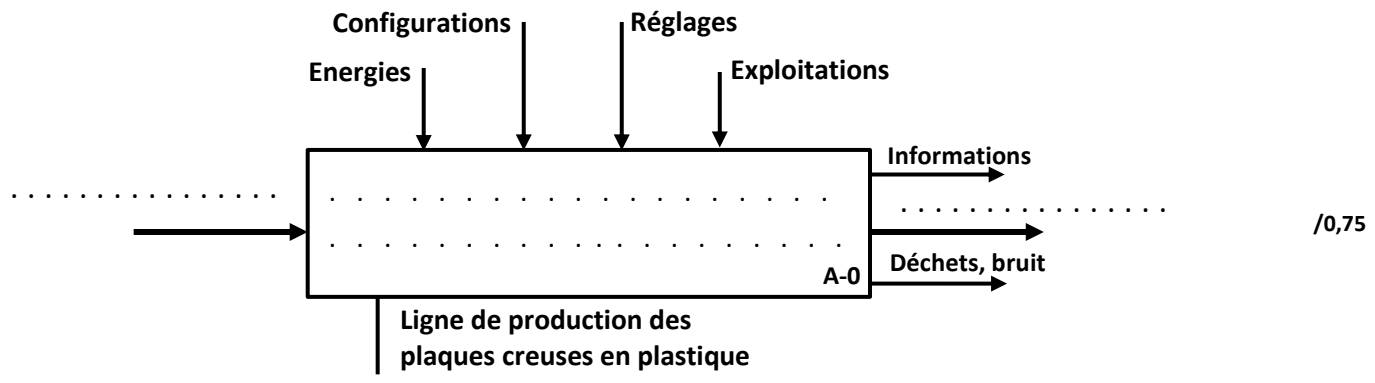 Configurations
Réglages
Energies
Exploitations
Informations
. . . . . . . . . . . . . . .
. . . . . . . . . . . . . . . . . .
. . . . . . . . . . . . . . .
. . . . . . . . . . . . . . . . . .
/0,75
Déchets, bruit
A-0
Ligne de production des
plaques creuses en plastique